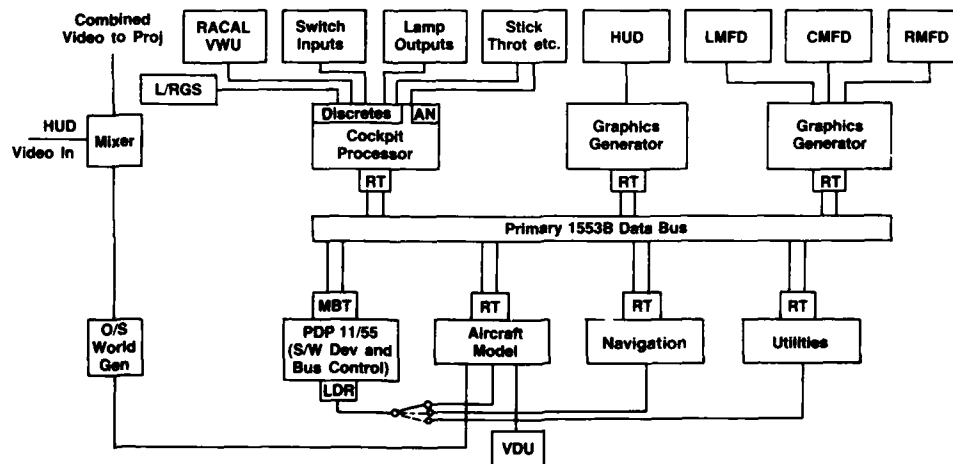 Combined
Video to Proj
RACAL
VWU
Switch
Inputs
Lamp
Outputs
Stick
Throt etc.
HUD
LMFD
CMFD
RMFD
L/RGS
HUD
Video In
Mixer
Discretes
AN
Cockpit
Processor
RT
Graphics
Generator
RT
Graphics
Generator
RT
Primary 1553B Data Bus
MBT
RT
RT
RT
O/S
World
Gen
PDP 11/55
(S/W Dev and
Bus Control)
LDR
Aircraft
Model
Navigation
Utilities
VDU